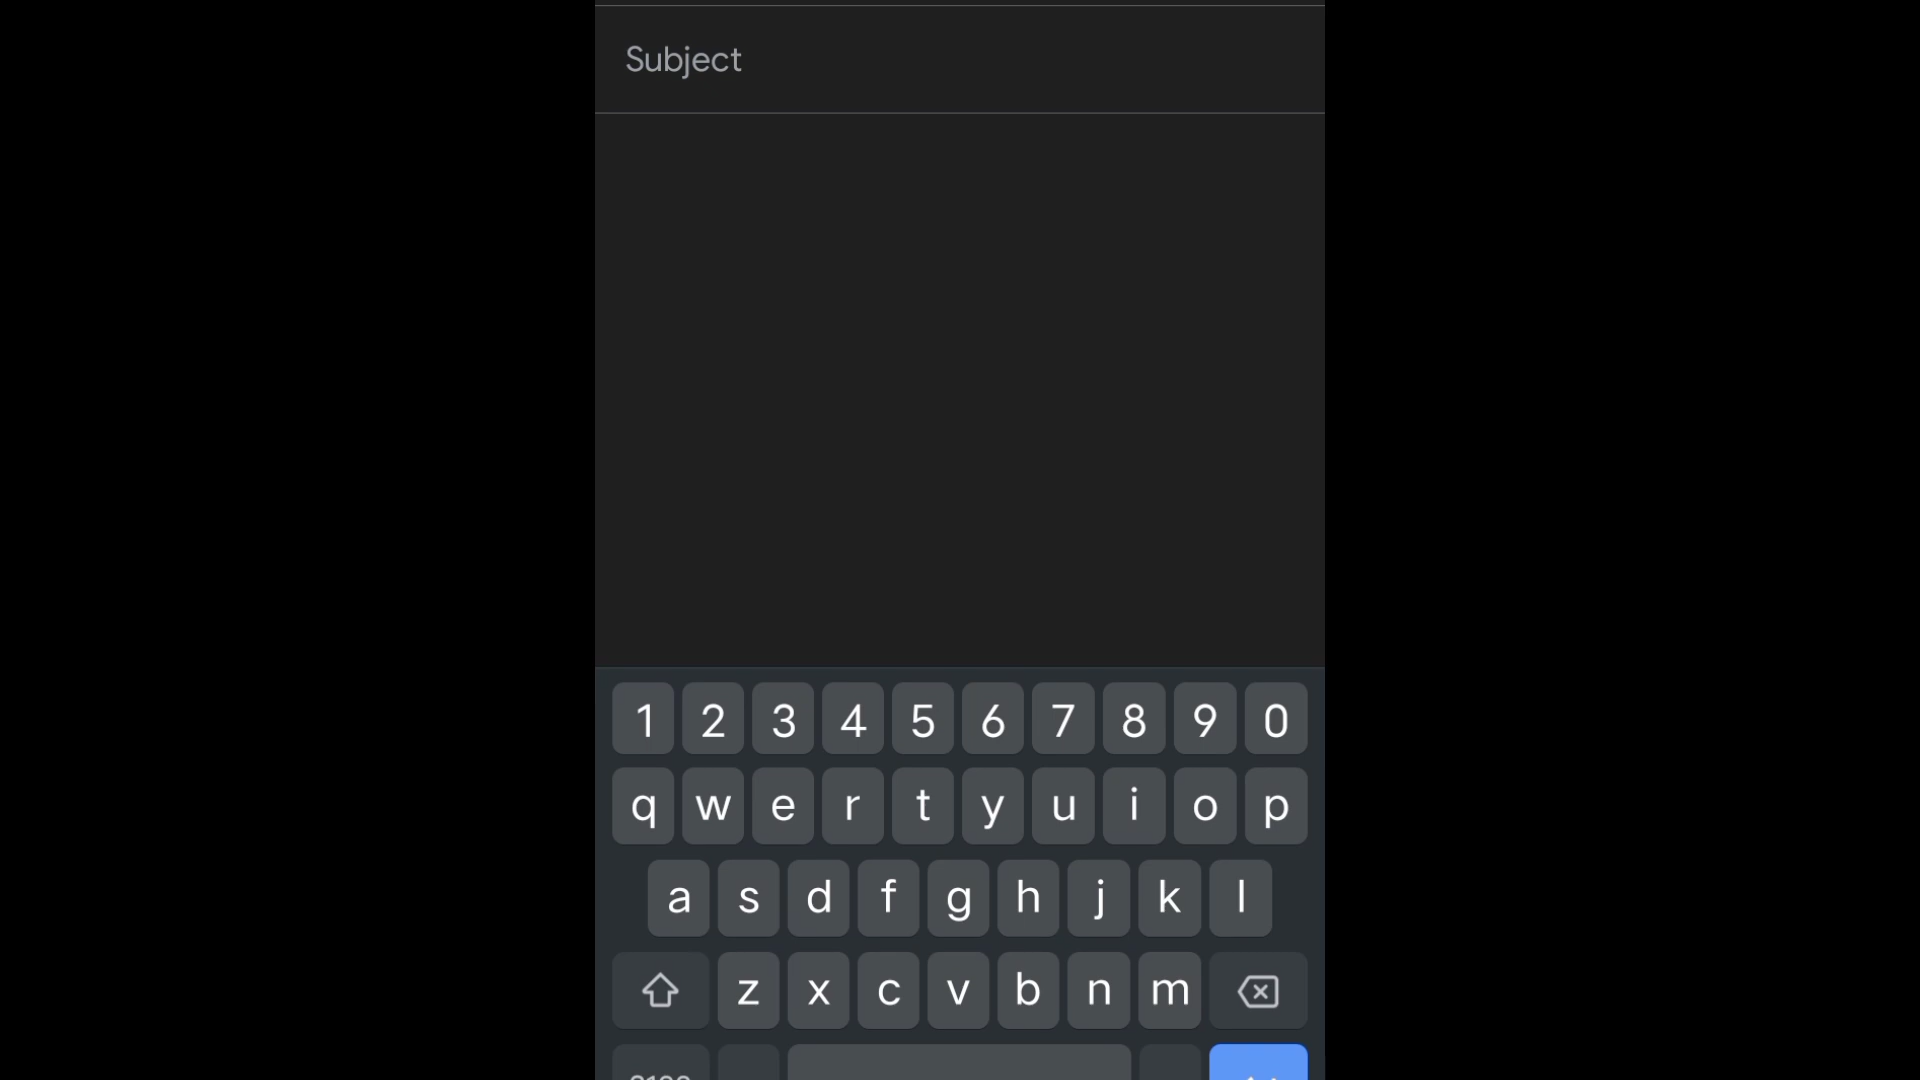 Subject
1 2 3 4 5 6 7 8 9 0
q w e r t y u i o p
a s d f g h j k l
z x c v b n m